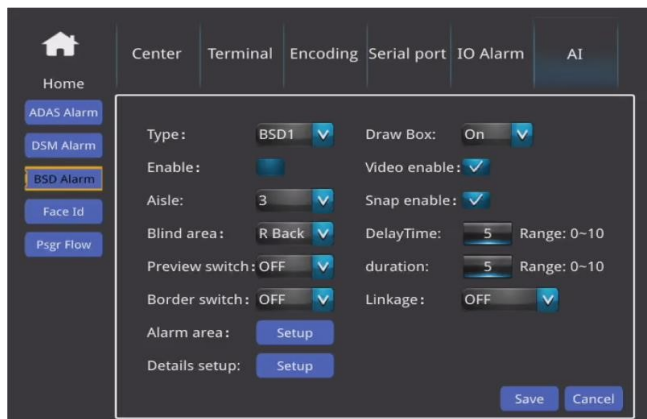 Home
Center Terminal Encoding Serial port IO Alarm AI
ADAS Alarm
DSM Alarm
BSD Alarm
Face Id
Psgr Flow
Type: BSD1 Draw Box: On
Enable: Video enable:
Aisle: 3 Snap enable:
Blind area: R Back DelayTime: 5 Range: 0~10
Preview switch: OFF duration: 5 Range: 0~10
Border switch: OFF Linkage: OFF
Alarm area: Setup
Details setup: Setup
Save Cancel